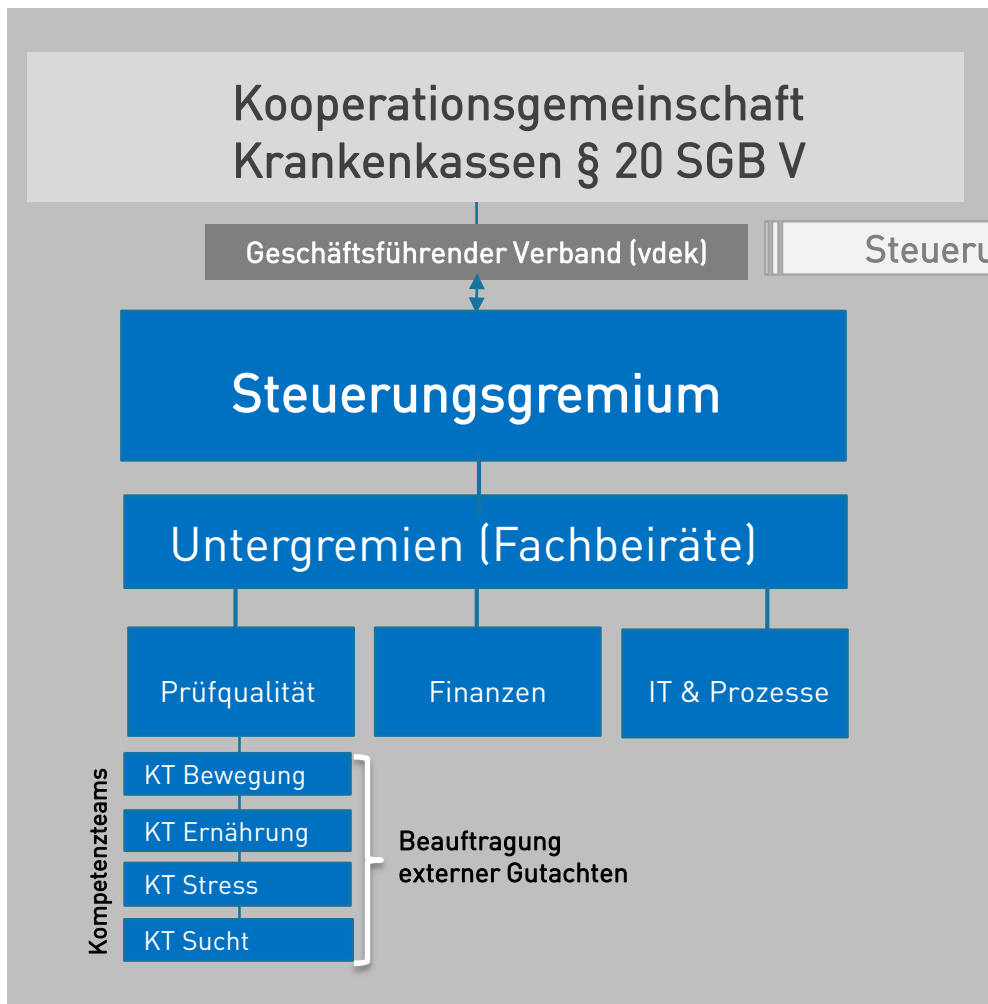 Kooperationsgemeinschaft
Krankenkassen § 20 SGB V
Geschäftsführender Verband (vdek)
Steueru
Steuerungsgremium
Untergremien (Fachbeiräte)
Prüfqualität
Finanzen
IT & Prozesse
Kompetenzteams
KT Bewegung
KT Ernährung
KT Stress
KT Sucht
Beauftragung
externer Gutachten